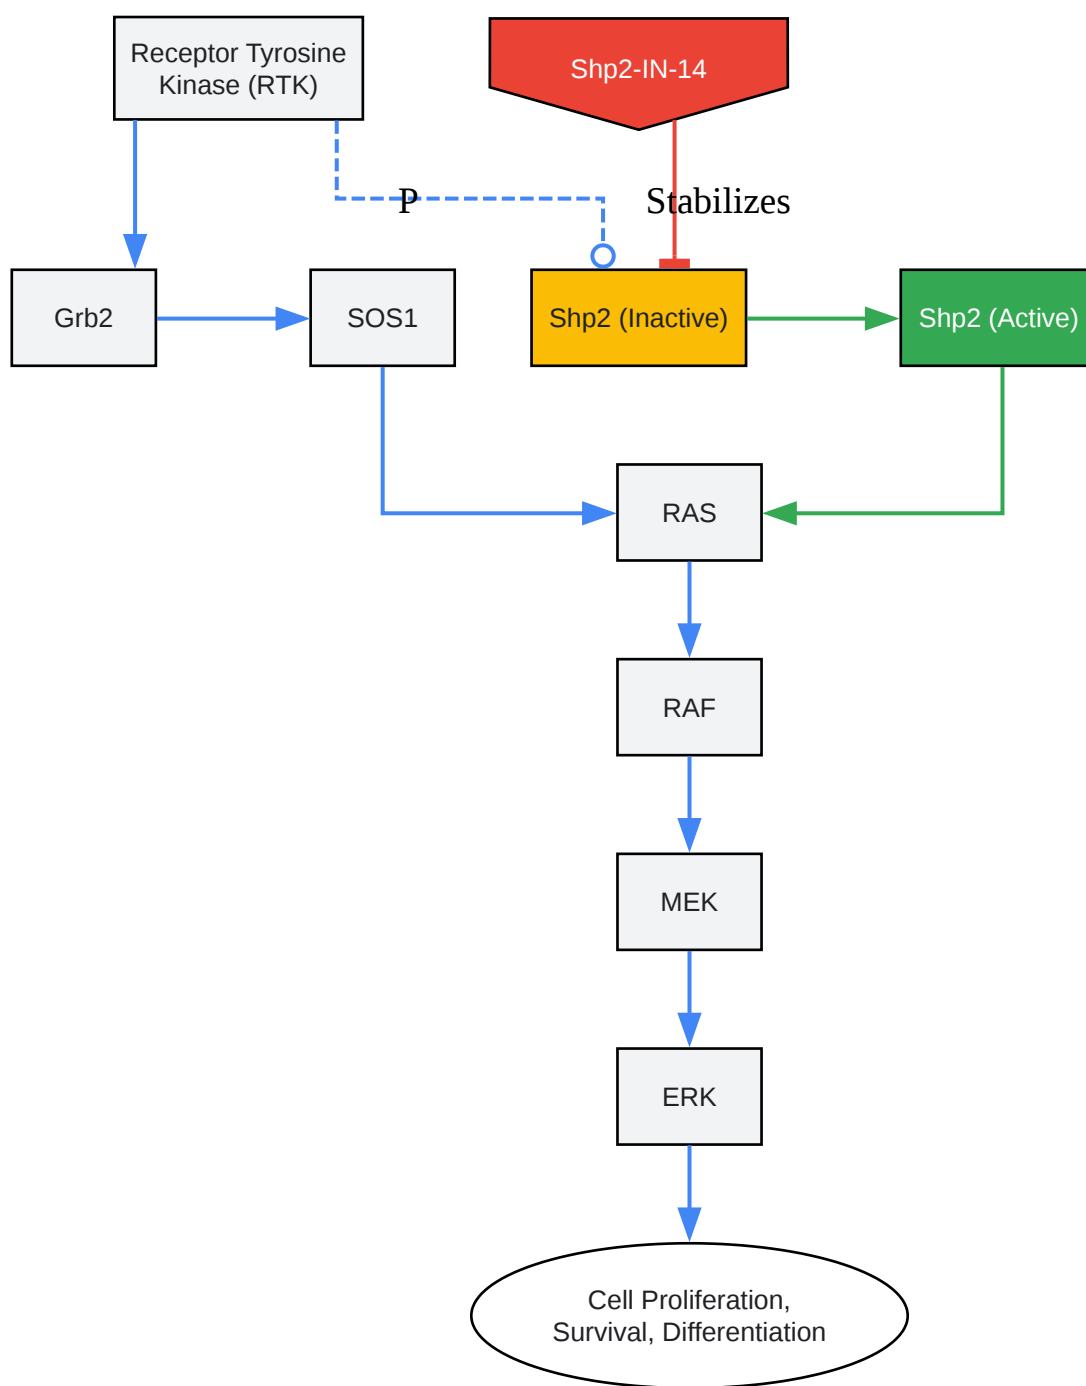 Receptor Tyrosine
Kinase (RTK)
Shp2-IN-14
P
Stabilizes
Grb2
SOS1
Shp2 (Inactive)
Shp2 (Active)
RAS
RAF
MEK
ERK
Cell Proliferation,
Survival, Differentiation